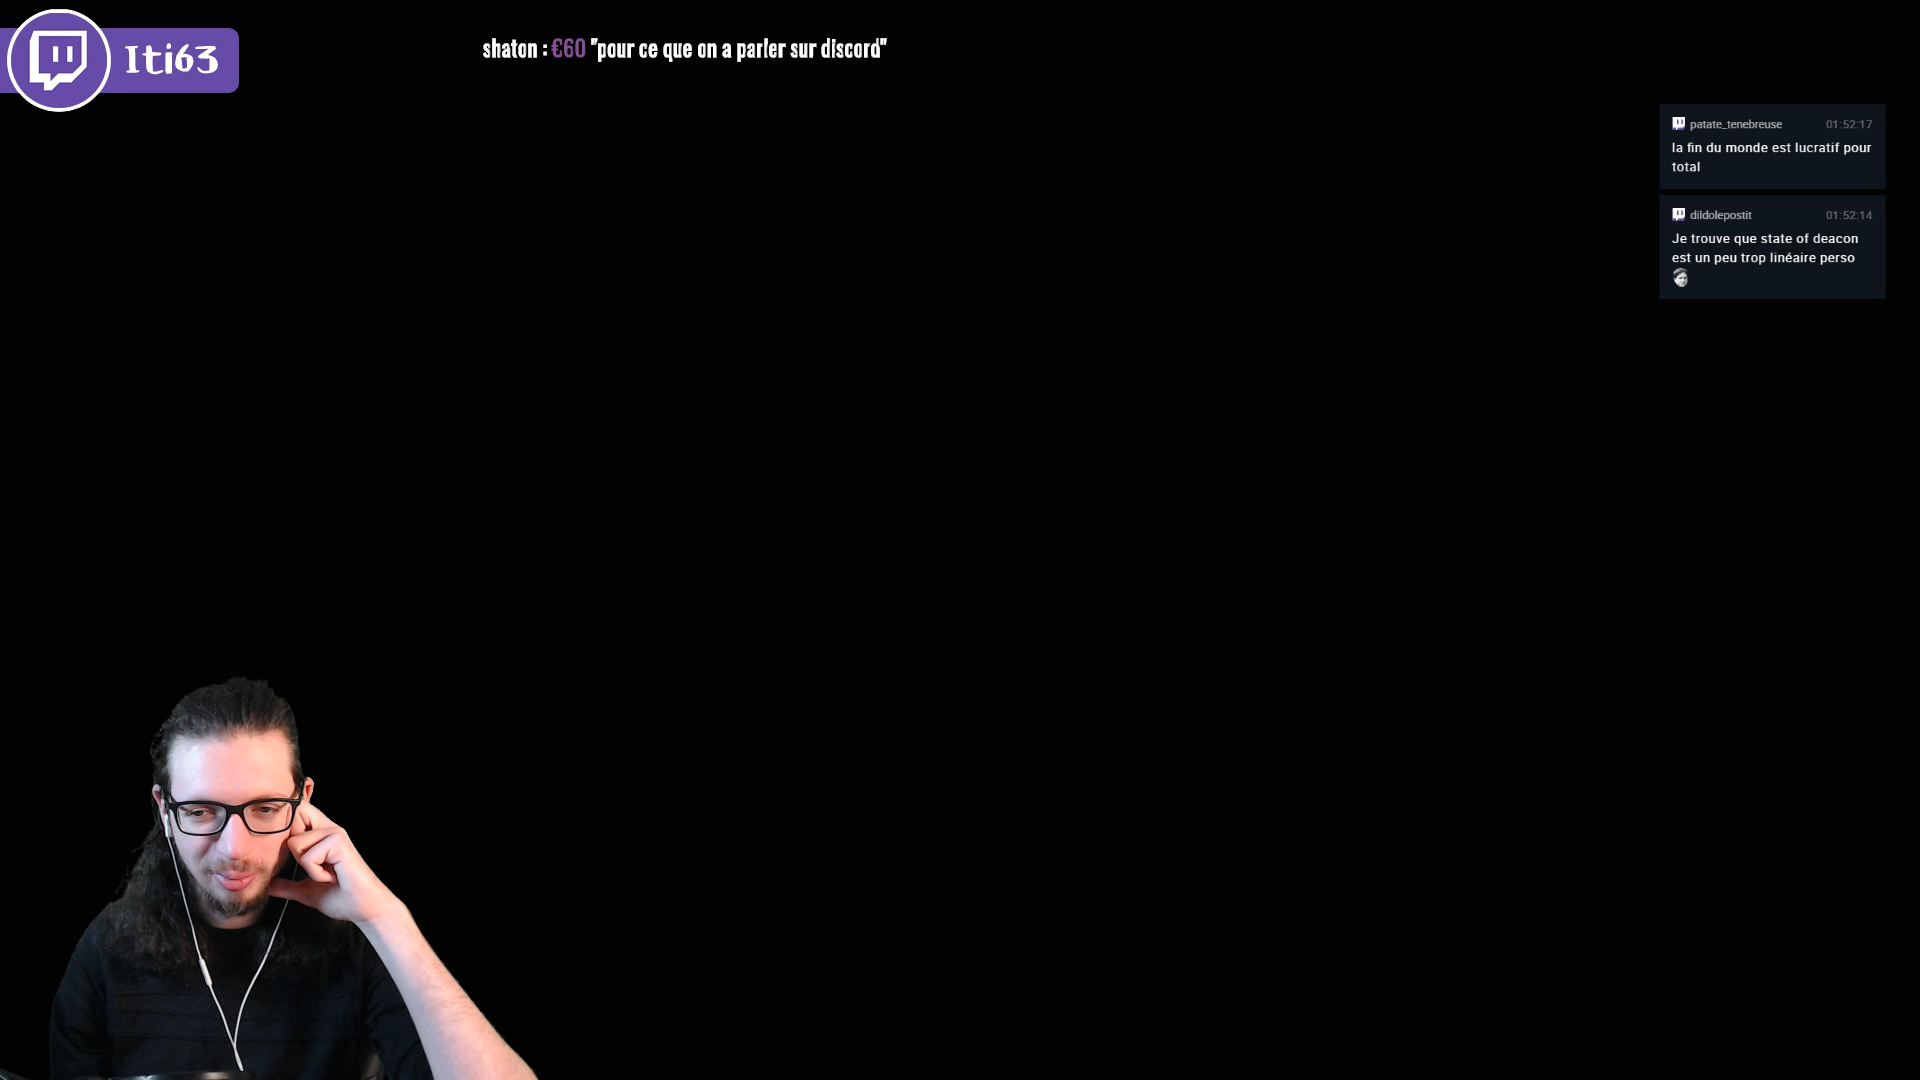 Iti63
shaton : €60 "pour ce que on a parler sur discord"
patate_tenebreuse 01:52:17
la fin du monde est lucratif pour
total
dildolepostit 01:52:14
Je trouve que state of deacon
est un peu trop linéaire perso